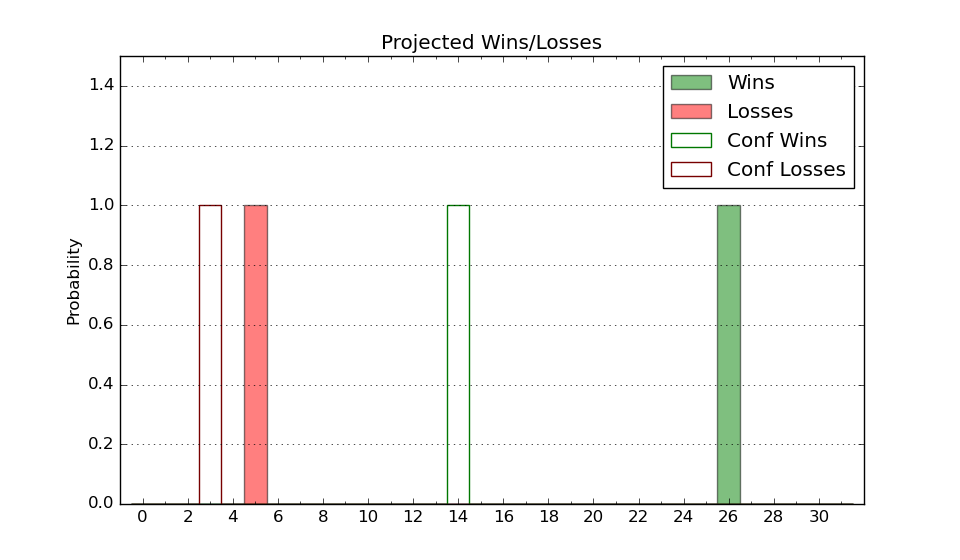 Projected Wins/Losses
1.4
1.2
1.0
0.8
0.6
0.4
0.2
0.0
Probability
Wins
Losses
Conf Wins
Conf Losses
0 2 4 6 8 10 12 14 16 18 20 22 24 26 28 30